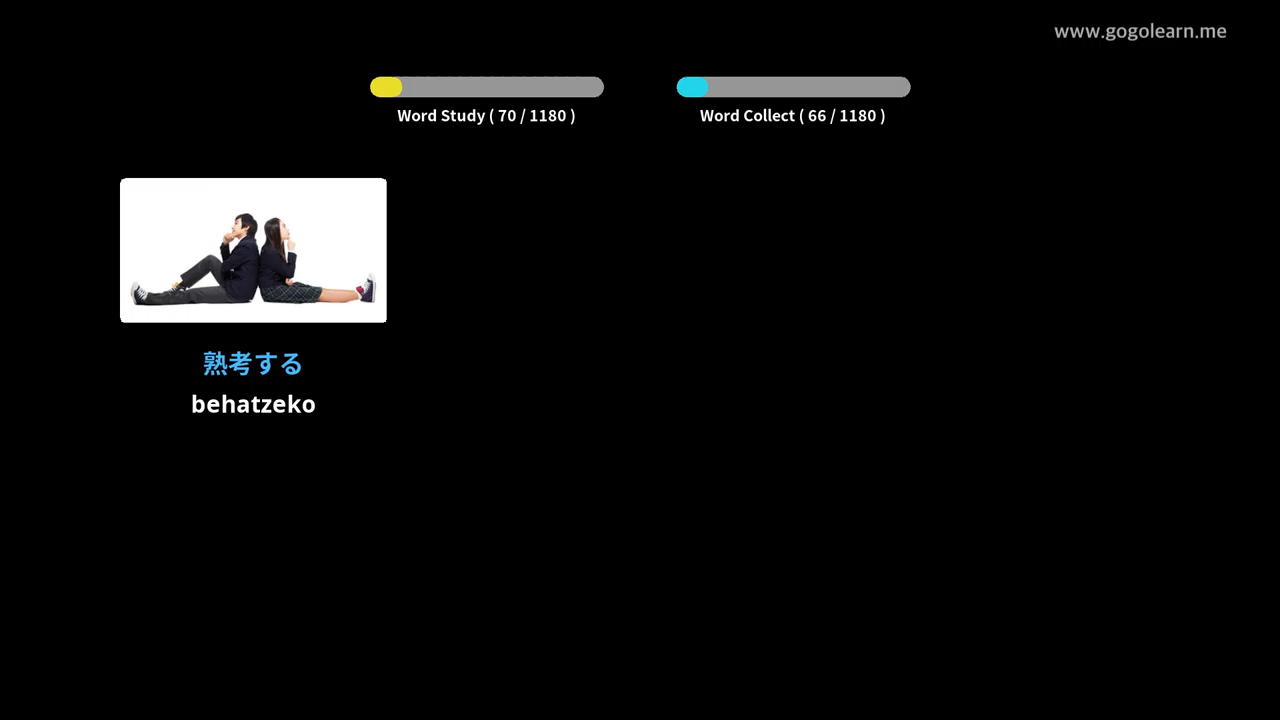 www.gogolearn.me
Word Study ( 70 / 1180 )
Word Collect ( 66 / 1180 )
熟考する
behatzeko